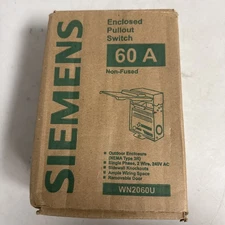 SIEMENS
Enclosed
Pullout
Switch
60 A
Non-Fused
• Outdoor Enclosure
(NEMA Type 3R)
• Single Phase, 2 Wire, 240V AC
• Sidewall Knockouts
• Ample Wiring Space
• Removable Door
WN2060U